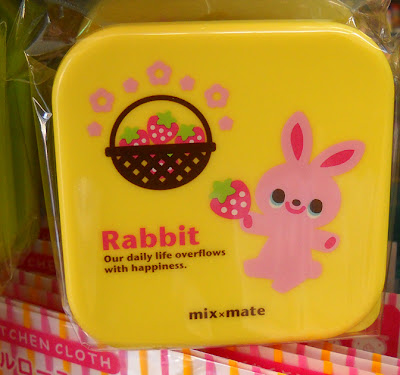 Rabbit
Our daily life overflows
with happiness.
mix×mate
KITCHEN CLOTH